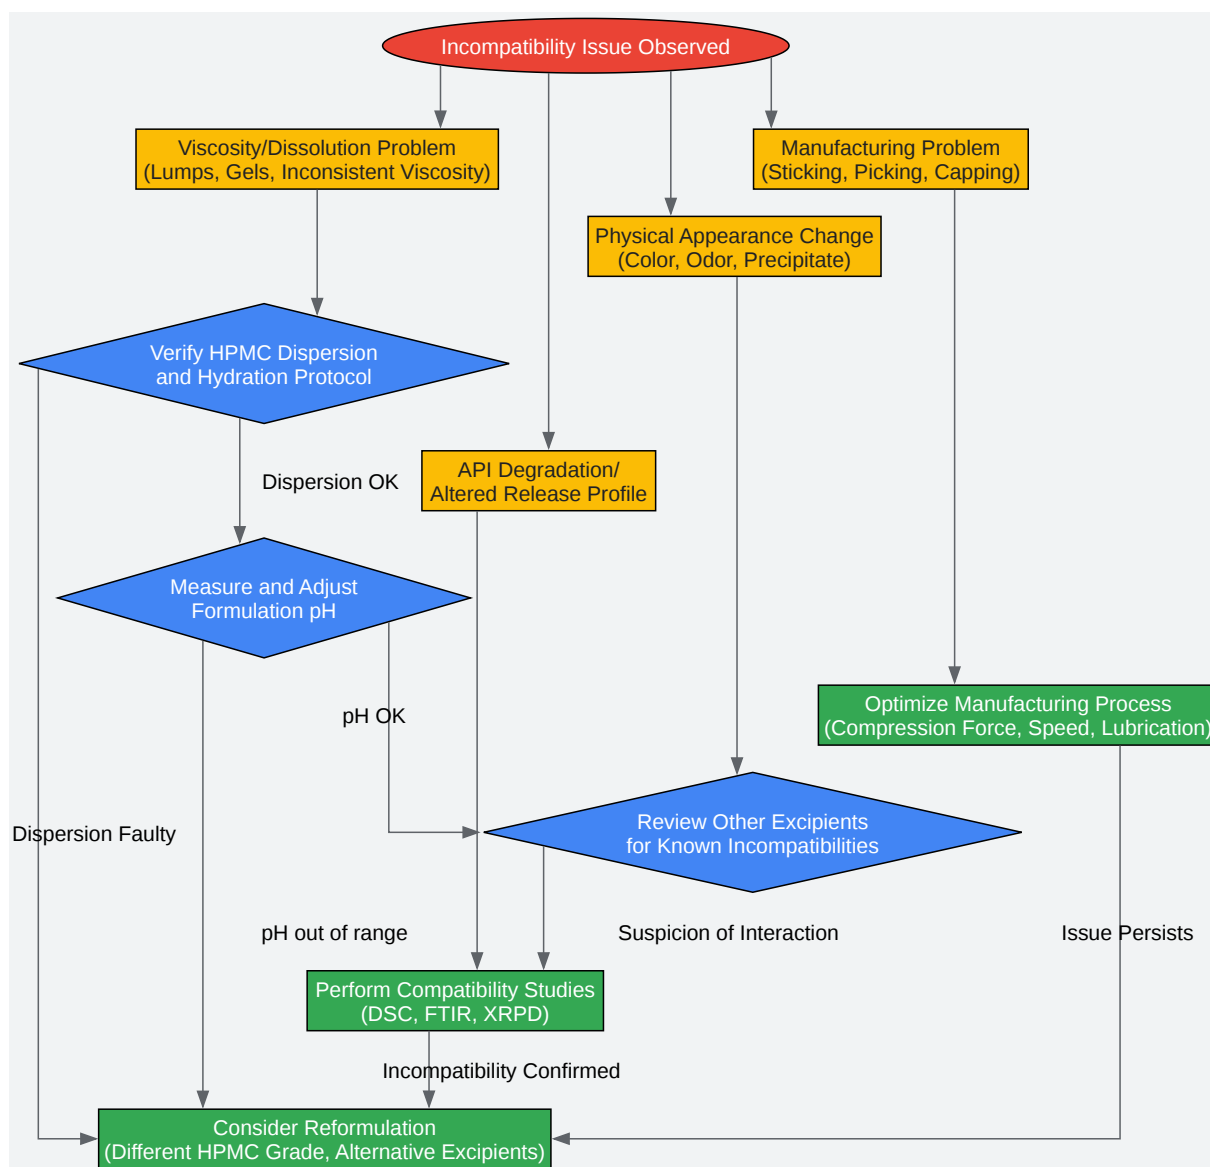 Incompatibility Issue Observed
Viscosity/Dissolution Problem
(Lumps, Gels, Inconsistent Viscosity)
Manufacturing Problem
(Sticking, Picking, Capping)
Physical Appearance Change
(Color, Odor, Precipitate)
Verify HPMC Dispersion
and Hydration Protocol
API Degradation/
Altered Release Profile
Dispersion OK
Measure and Adjust
Formulation pH
pH OK
Optimize Manufacturing Process
(Compression Force, Speed, Lubrication)
Review Other Excipients
for Known Incompatibilities
Dispersion Faulty
pH out of range
Suspicion of Interaction
Issue Persists
Perform Compatibility Studies
(DSC, FTIR, XRPD)
Incompatibility Confirmed
Consider Reformulation
(Different HPMC Grade, Alternative Excipients)